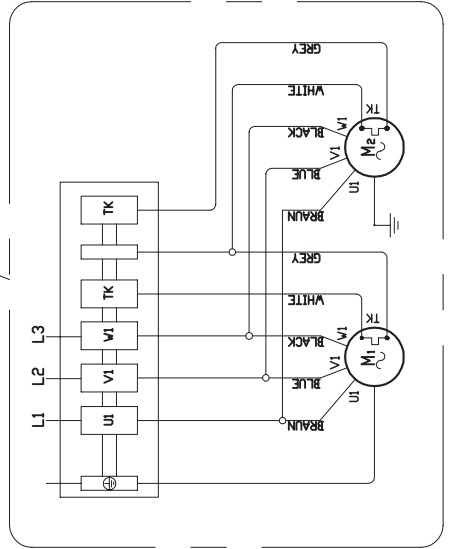 GREY
WHITE
BLACK
BLUE
BRAUN
TK
W1
V1
U1
M2
TK
TK
W1
V1
U1
L3
L2
L1
GREY
WHITE
BLACK
BLUE
BRAUN
TK
W1
V1
U1
M1